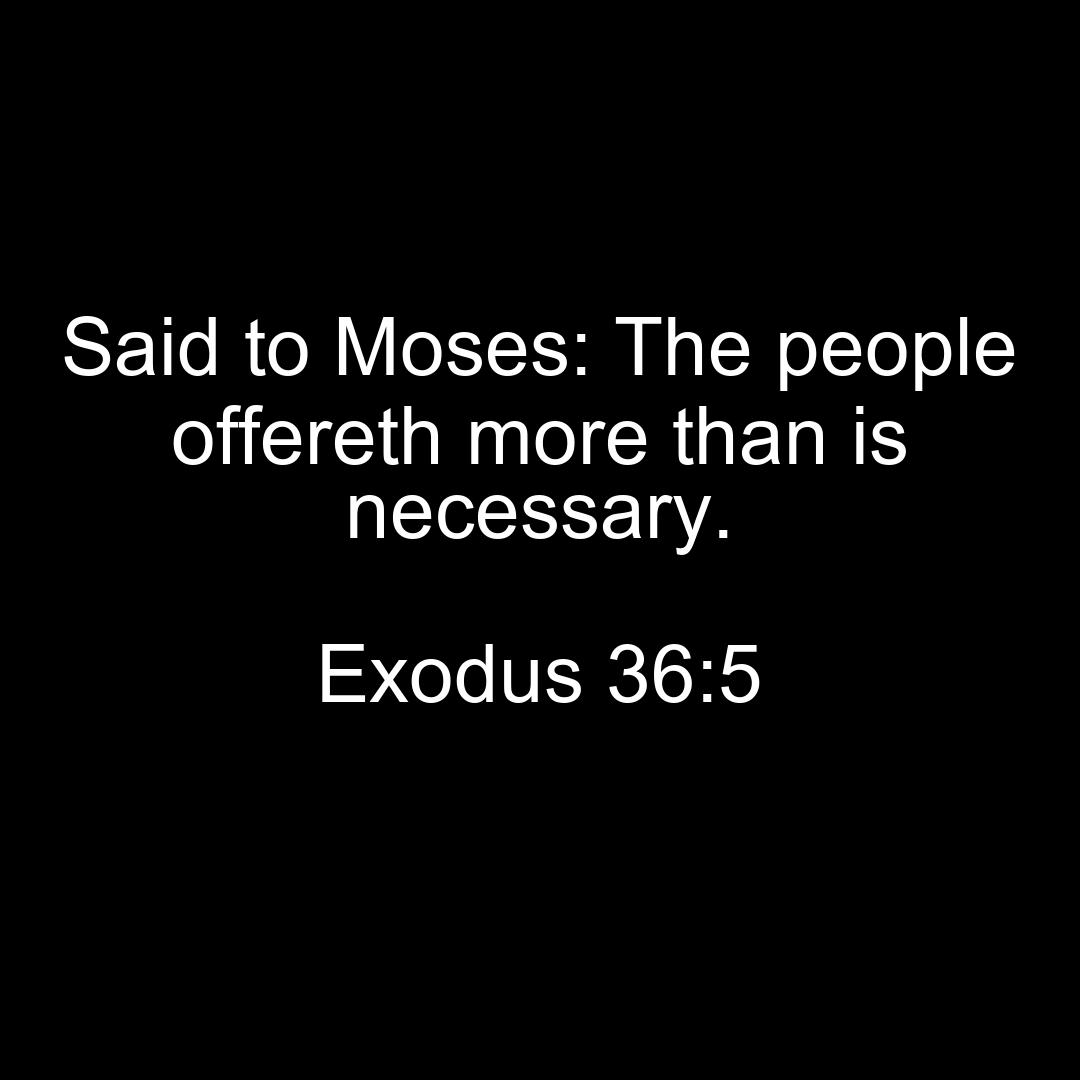 Said to Moses: The people
offereth more than is
necessary.
Exodus 36:5